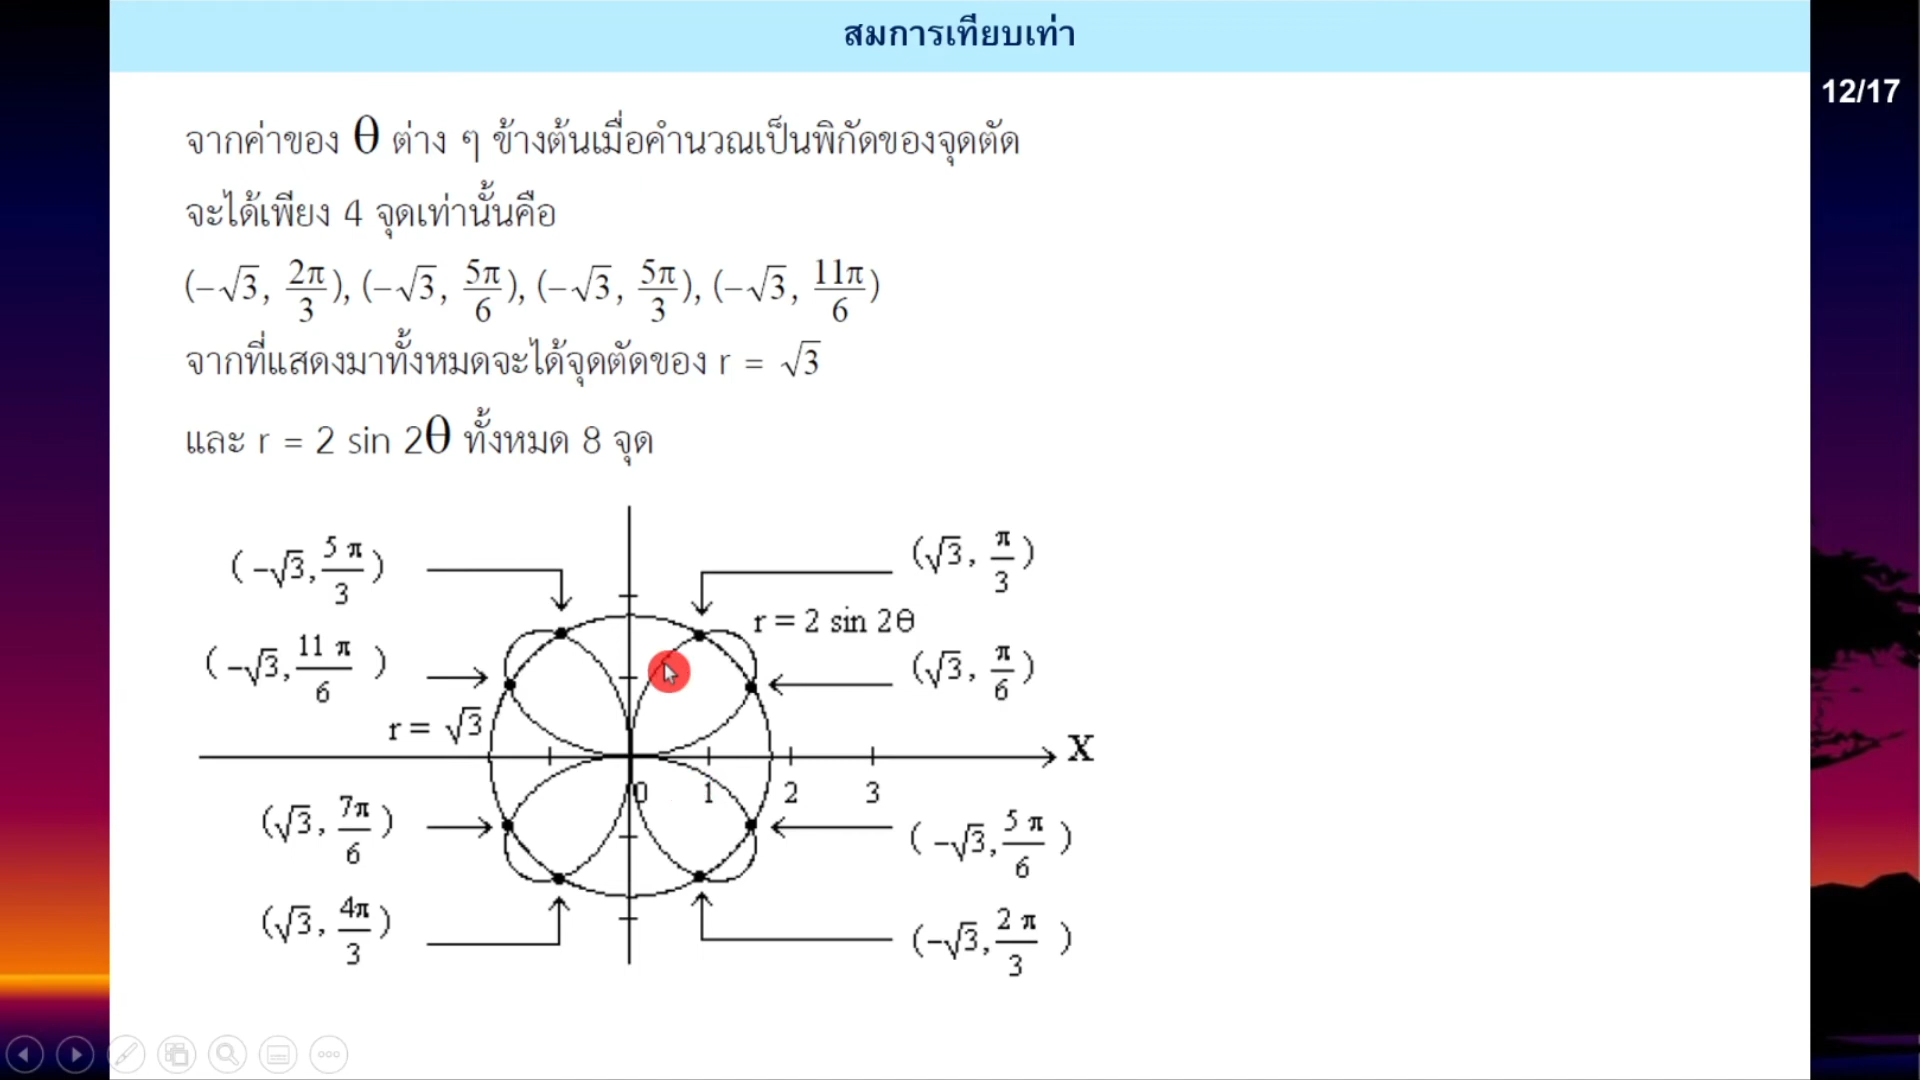 สมการเทียบเท่า
12/17
จากค่าของ θ ต่าง ๆ ข้างต้นเมื่อคำนวณเป็นพิกัดของจุดตัด
จะได้เพียง 4 จุดเท่านั้นคือ
(−√3, 2π/3), (−√3, 5π/6), (−√3, 5π/3), (−√3, 11π/6)
จากที่แสดงมาทั้งหมดจะได้จุดตัดของ r = √3
และ r = 2 sin 2θ ทั้งหมด 8 จุด
(−√3, 5π/3)
(√3, π/3)
r = 2 sin 2θ
(−√3, 11π/6)
(√3, π/6)
r = √3
X
0 1 2 3
(√3, 7π/6)
(−√3, 5π/6)
(√3, 4π/3)
(−√3, 2π/3)